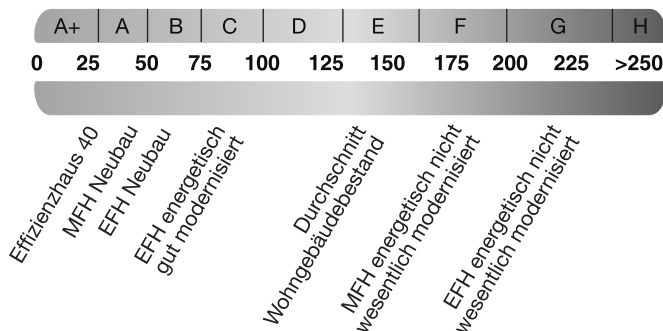 A+ A B C D E F G H
0 25 50 75 100 125 150 175 200 225 >250
Effizienzhaus 40
MFH Neubau
EFH Neubau
EFH energetisch
gut modernisiert
Durchschnitt
Wohngebäudebestand
MFH energetisch nicht
wesentlich modernisiert
EFH energetisch nicht
wesentlich modernisiert